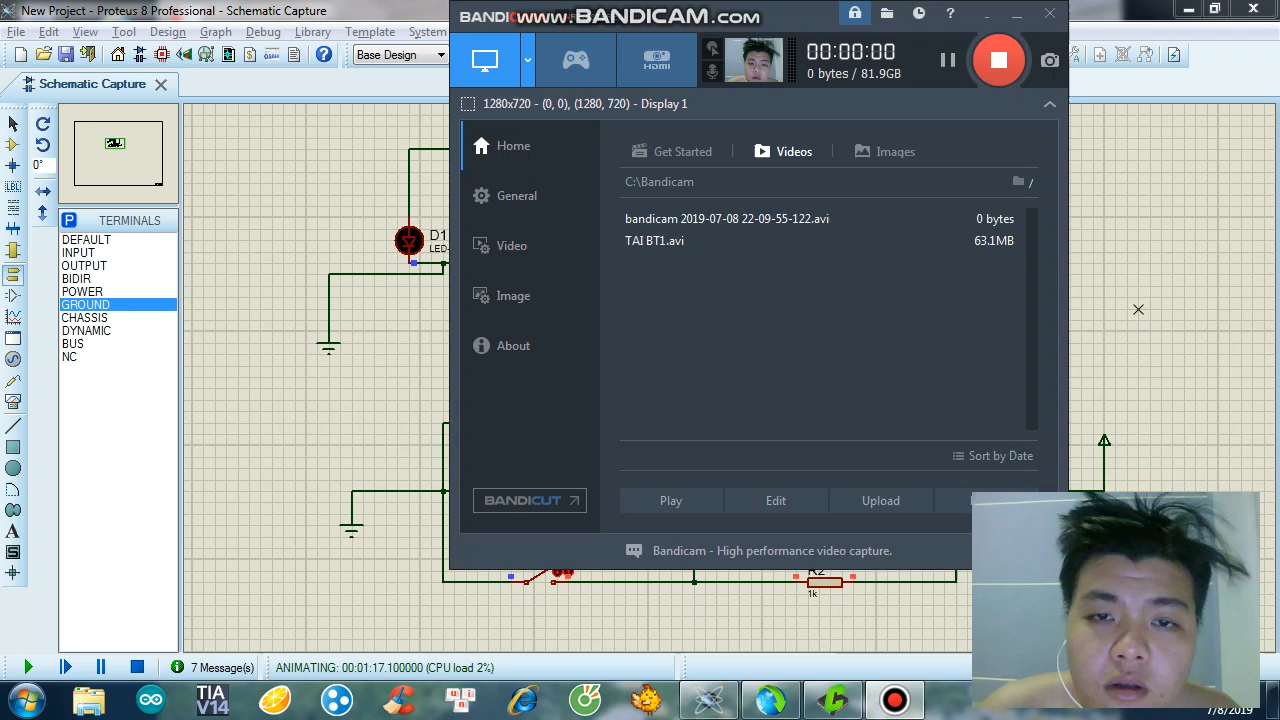 New Project - Proteus 8 Professional - Schematic Capture
File Edit View Tool Design Graph Debug Library Template System
Base Design
Schematic Capture
0°
P TERMINALS
DEFAULT
INPUT
OUTPUT
BIDIR
POWER
GROUND
CHASSIS
DYNAMIC
BUS
NC
D1
LED-
www.BANDICAM.com
HDMI
00:00:00
0 bytes / 81.9GB
1280x720 - (0, 0), (1280, 720) - Display 1
Home
General
Video
Image
About
Get Started
Videos
Images
C:\Bandicam
/
bandicam 2019-07-08 22-09-55-122.avi 0 bytes
TAI BT1.avi 63.1MB
Sort by Date
BANDICUT
Play Edit Upload
Bandicam - High performance video capture.
R2
1k
7 Message(s)
ANIMATING: 00:01:17.100000 (CPU load 2%)
TIA
V14
7/8/2019